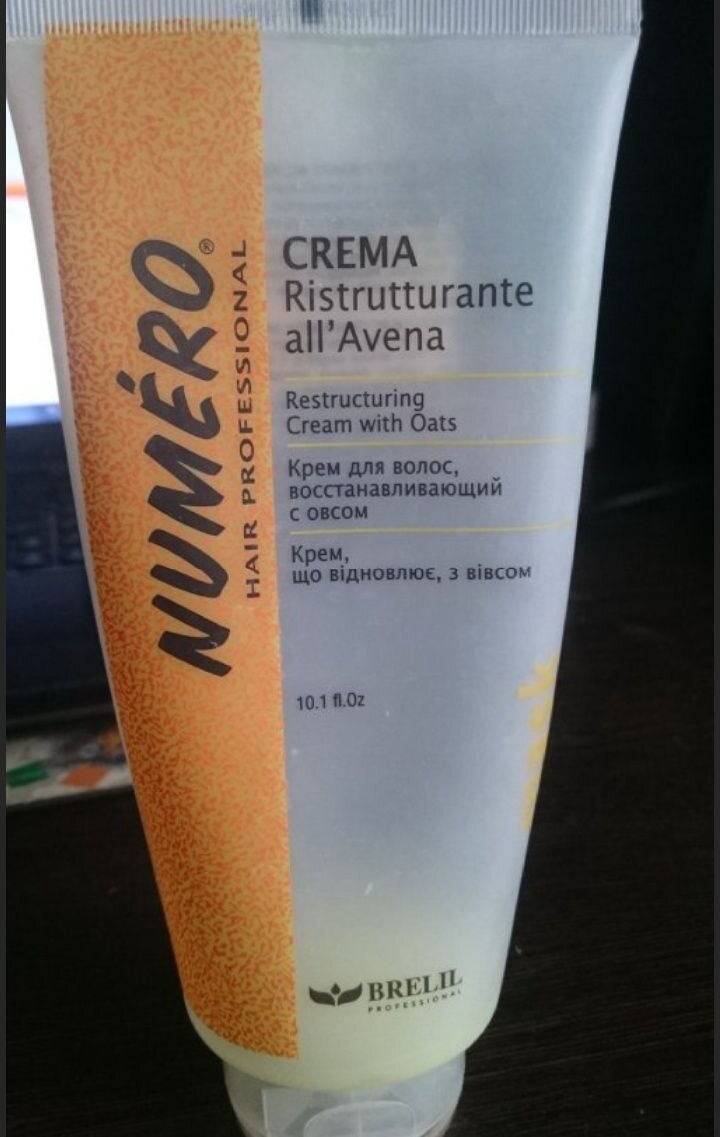 NUMÉRO®
HAIR PROFESSIONAL
CREMA
Ristrutturante
all'Avena
Restructuring
Cream with Oats
Крем для волос,
восстанавливающий
с овсом
Крем,
що відновлює, з вівсом
10.1 fl.Oz
mask
BRELIL
PROFESSIONAL